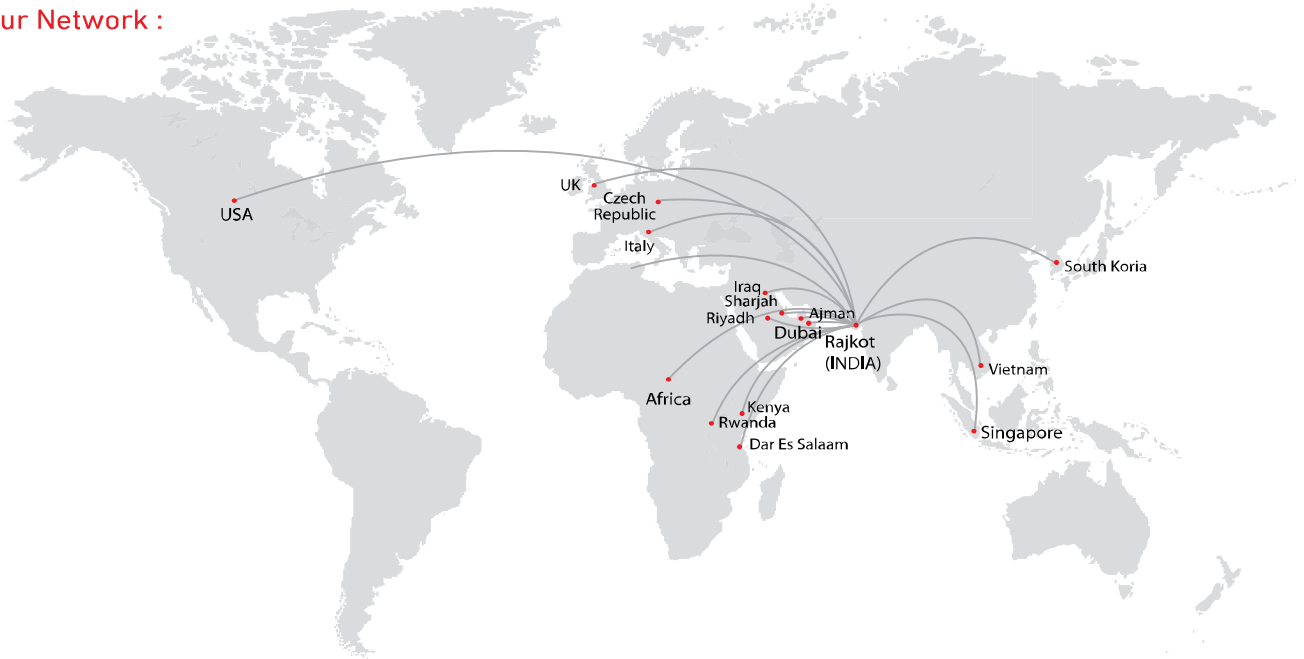 ur Network :
UK
Czech
Republic
USA
Italy
South Koria
Iraq
Sharjah
Riyadh
Ajman
Dubai
Rajkot
(INDIA)
Vietnam
Africa
Kenya
Rwanda
Singapore
Dar Es Salaam